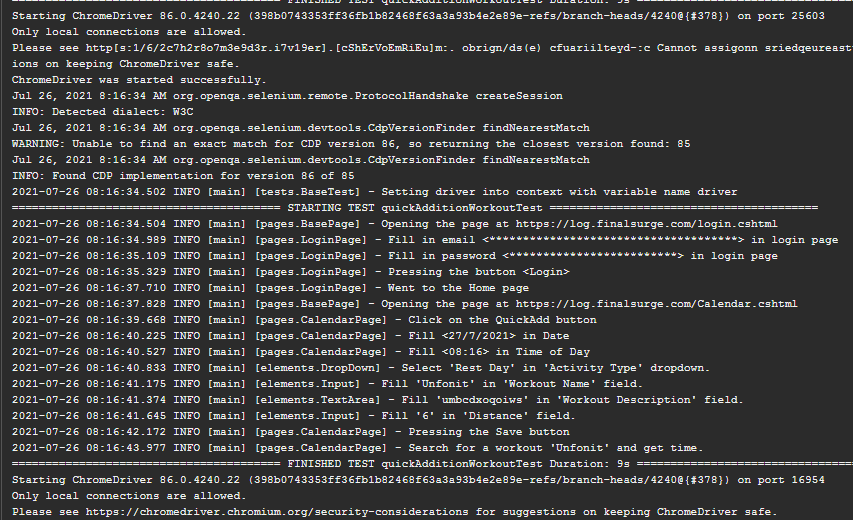 ======================================== FINISHED TEST quickAdditionWorkoutTest Duration: 9s ================================
Starting ChromeDriver 86.0.4240.22 (398b0743353ff36fb1b82468f63a3a93b4e2e89e-refs/branch-heads/4240@{#378}) on port 25603
Only local connections are allowed.
Please see http[s:1/6/2c7h2r8o7m3e9d3r.i7v19er].[cShErVoEmRiEu]m:. obrign/ds(e) cfuariilteyd-:c Cannot assigonn sriedqeureast
ions on keeping ChromeDriver safe.
ChromeDriver was started successfully.
Jul 26, 2021 8:16:34 AM org.openqa.selenium.remote.ProtocolHandshake createSession
INFO: Detected dialect: W3C
Jul 26, 2021 8:16:34 AM org.openqa.selenium.devtools.CdpVersionFinder findNearestMatch
WARNING: Unable to find an exact match for CDP version 86, so returning the closest version found: 85
Jul 26, 2021 8:16:34 AM org.openqa.selenium.devtools.CdpVersionFinder findNearestMatch
INFO: Found CDP implementation for version 86 of 85
2021-07-26 08:16:34.502 INFO [main] [tests.BaseTest] - Setting driver into context with variable name driver
======================================== STARTING TEST quickAdditionWorkoutTest ========================================
2021-07-26 08:16:34.504 INFO [main] [pages.BasePage] - Opening the page at https://log.finalsurge.com/login.cshtml
2021-07-26 08:16:34.989 INFO [main] [pages.LoginPage] - Fill in email <*************************************> in login page
2021-07-26 08:16:35.109 INFO [main] [pages.LoginPage] - Fill in password <*************************> in login page
2021-07-26 08:16:35.329 INFO [main] [pages.LoginPage] - Pressing the button <Login>
2021-07-26 08:16:37.710 INFO [main] [pages.LoginPage] - Went to the Home page
2021-07-26 08:16:37.828 INFO [main] [pages.BasePage] - Opening the page at https://log.finalsurge.com/Calendar.cshtml
2021-07-26 08:16:39.668 INFO [main] [pages.CalendarPage] - Click on the QuickAdd button
2021-07-26 08:16:40.225 INFO [main] [pages.CalendarPage] - Fill <27/7/2021> in Date
2021-07-26 08:16:40.527 INFO [main] [pages.CalendarPage] - Fill <08:16> in Time of Day
2021-07-26 08:16:40.833 INFO [main] [elements.DropDown] - Select 'Rest Day' in 'Activity Type' dropdown.
2021-07-26 08:16:41.175 INFO [main] [elements.Input] - Fill 'Unfonit' in 'Workout Name' field.
2021-07-26 08:16:41.374 INFO [main] [elements.TextArea] - Fill 'umbcdxoqoiws' in 'Workout Description' field.
2021-07-26 08:16:41.645 INFO [main] [elements.Input] - Fill '6' in 'Distance' field.
2021-07-26 08:16:42.172 INFO [main] [pages.CalendarPage] - Pressing the Save button
2021-07-26 08:16:43.977 INFO [main] [pages.CalendarPage] - Search for a workout 'Unfonit' and get time.
======================================== FINISHED TEST quickAdditionWorkoutTest Duration: 9s ================================
Starting ChromeDriver 86.0.4240.22 (398b0743353ff36fb1b82468f63a3a93b4e2e89e-refs/branch-heads/4240@{#378}) on port 16954
Only local connections are allowed.
Please see https://chromedriver.chromium.org/security-considerations for suggestions on keeping ChromeDriver safe.